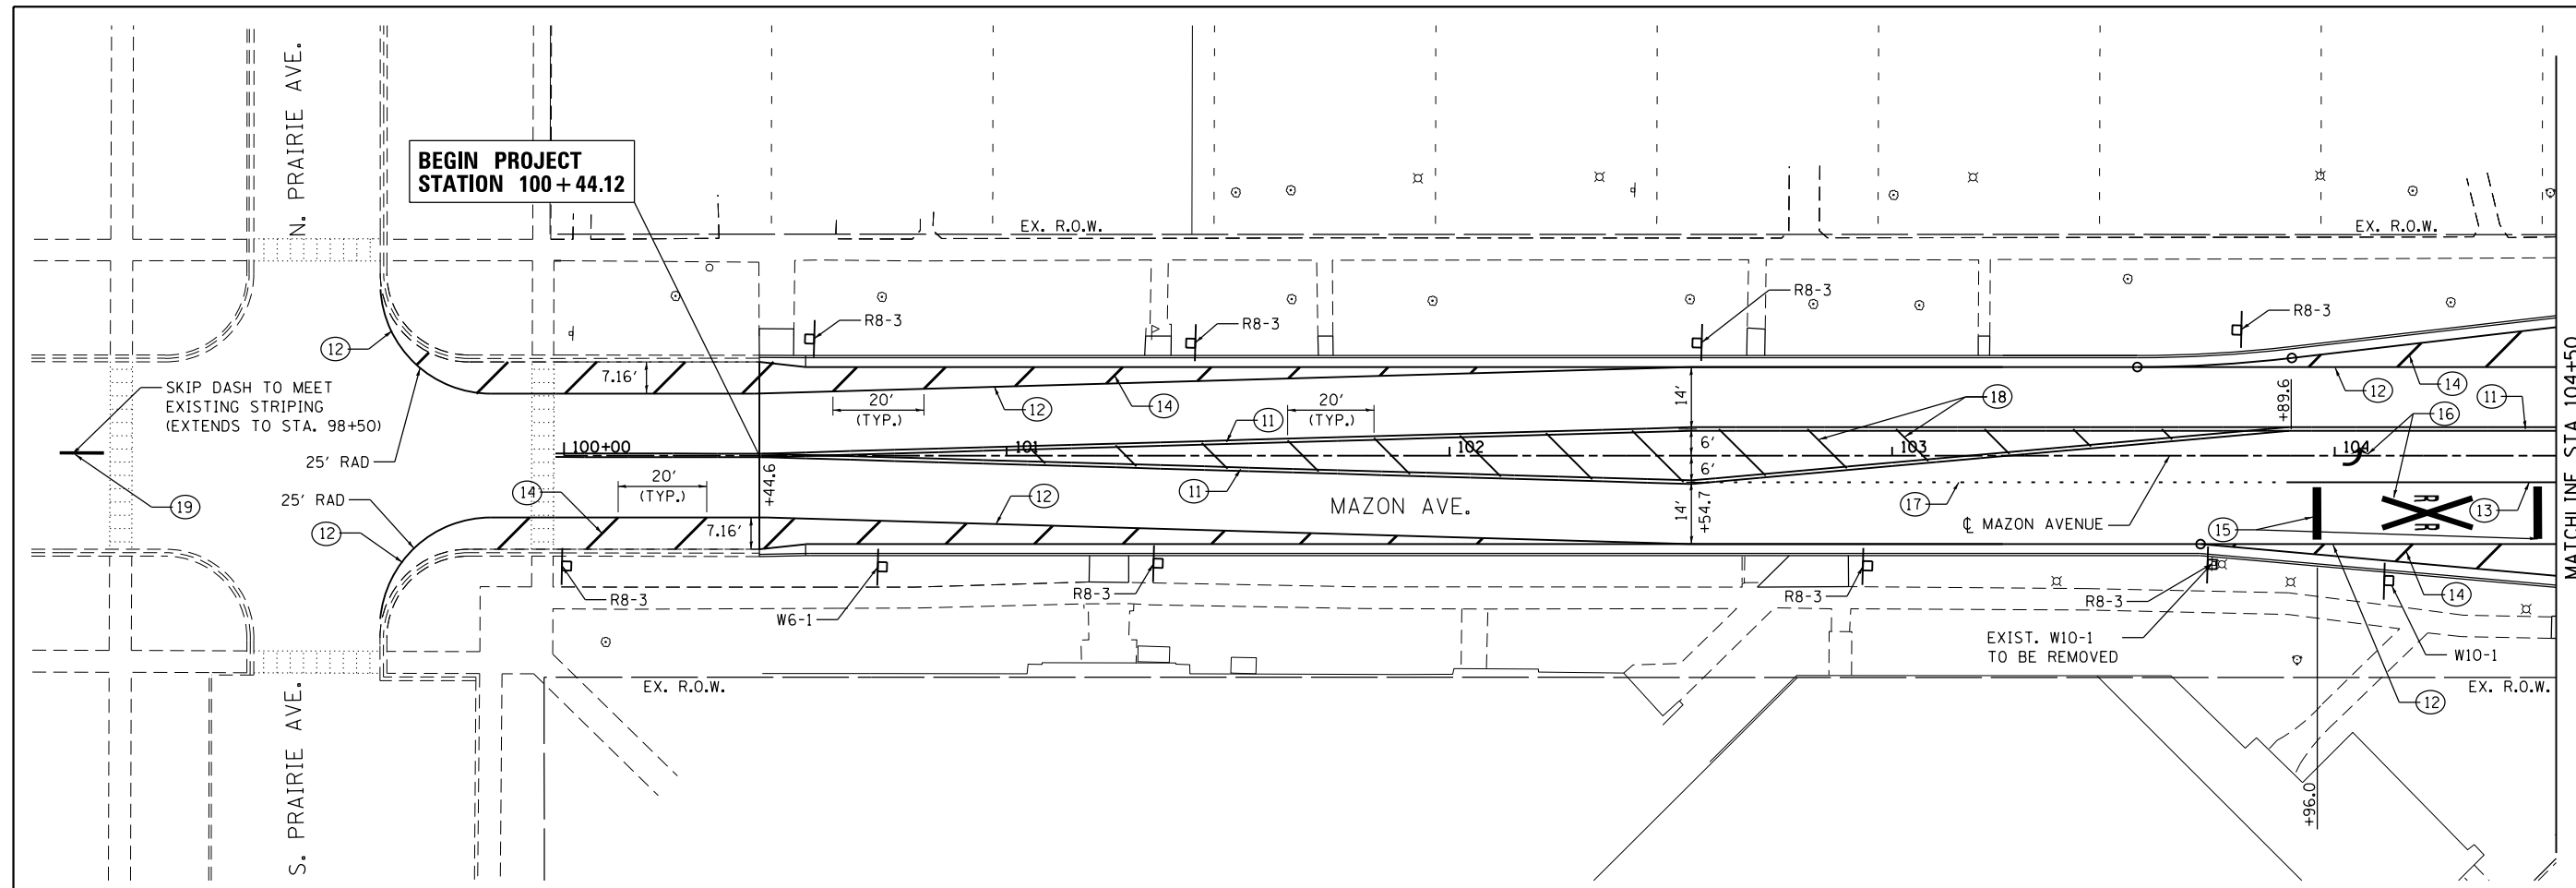 N. PRAIRIE AVE.
BEGIN PROJECT
STATION 100+44.12
EX. R.O.W.
EX. R.O.W.
R8-3
R8-3
R8-3
R8-3
12
SKIP DASH TO MEET
EXISTING STRIPING
(EXTENDS TO STA. 98+50)
7.16'
20'
(TYP.)
12
14
11
20'
(TYP.)
14'
18
+89.6
12
14
16
11
MATCHLINE STA 104+50
25' RAD
100+00
101
102
103
104
6'
6'
19
25' RAD
14
20'
(TYP.)
+44.6
11
12
MAZON AVE.
14'
+54.7
17
℄ MAZON AVENUE
15
R R
13
12
7.16'
R8-3
W6-1
R8-3
R8-3
R8-3
14
EXIST. W10-1
TO BE REMOVED
W10-1
EX. R.O.W.
EX. R.O.W.
12
S. PRAIRIE AVE.
+96.0